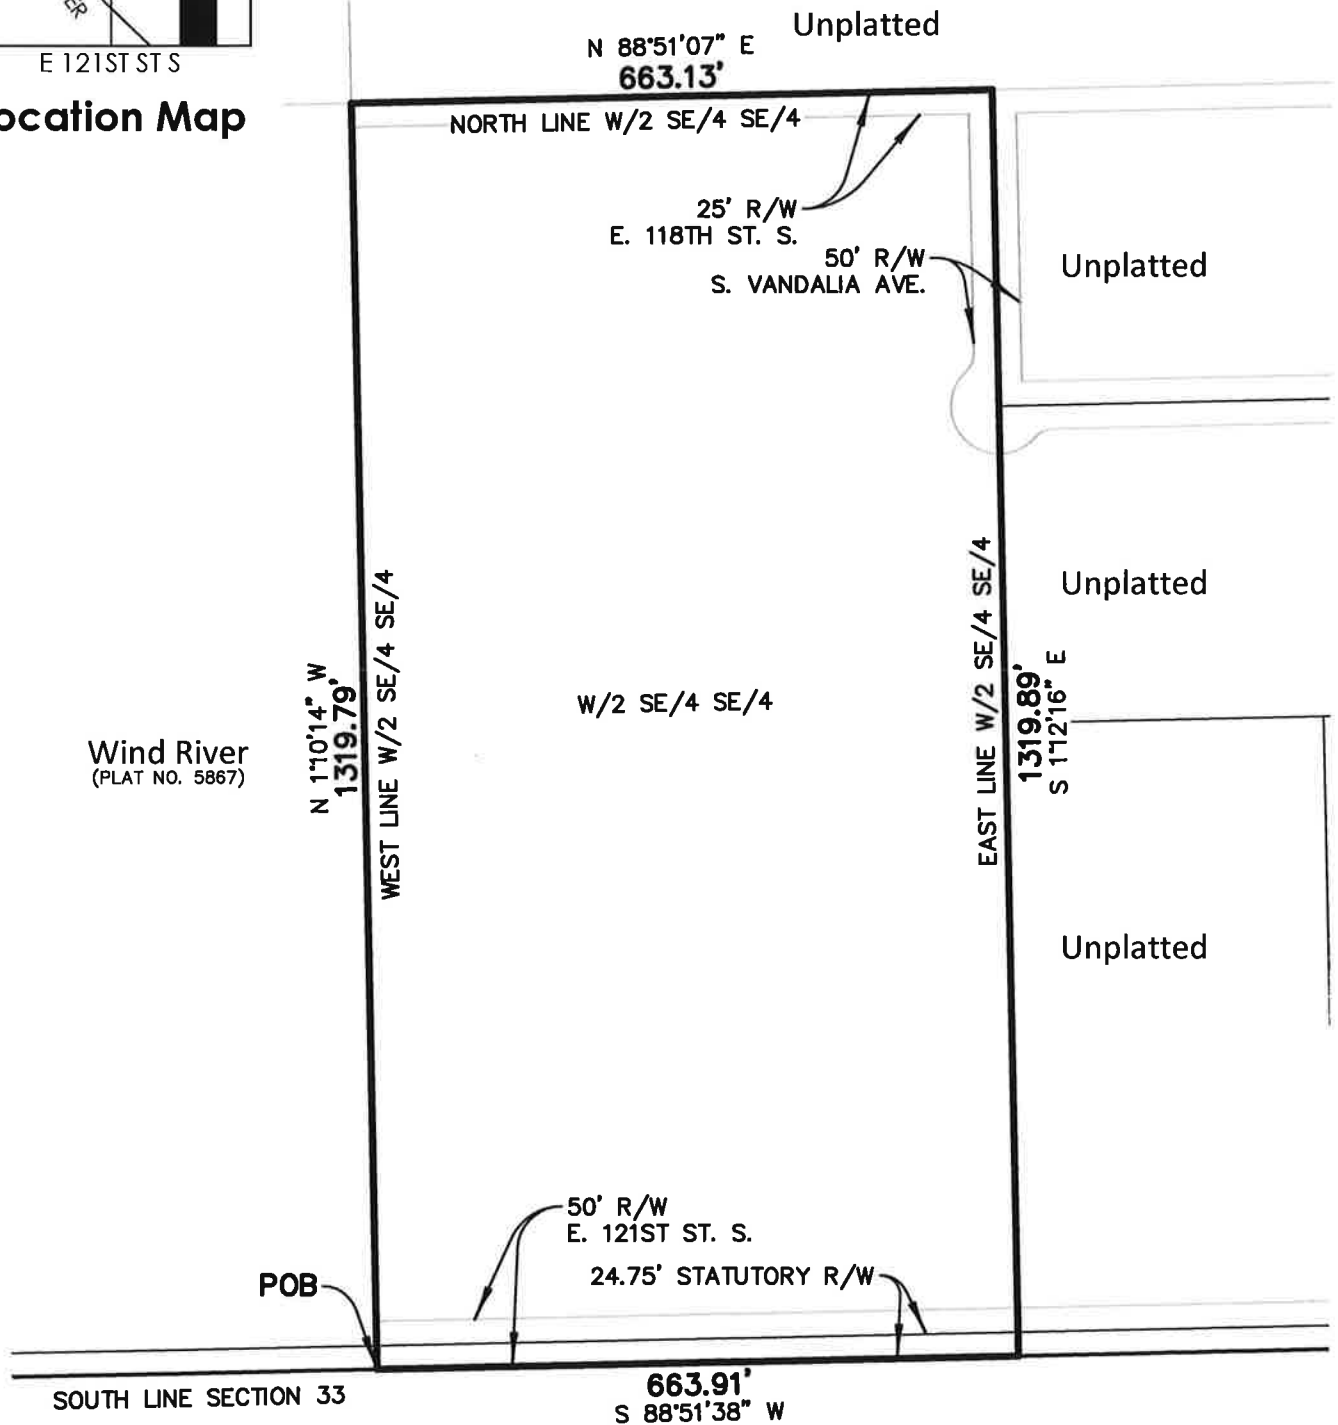 ER
E 121ST ST S
ocation Map
Unplatted
N 88°51'07" E
663.13'
NORTH LINE W/2 SE/4 SE/4
25' R/W
E. 118TH ST. S.
50' R/W
S. VANDALIA AVE.
Unplatted
Unplatted
WEST LINE W/2 SE/4 SE/4
N 1°10'14" W
1319.79'
W/2 SE/4 SE/4
EAST LINE W/2 SE/4 SE/4
1319.89'
S 1°12'16" E
Wind River
(PLAT NO. 5867)
Unplatted
50' R/W
E. 121ST ST. S.
24.75' STATUTORY R/W
POB
SOUTH LINE SECTION 33
663.91'
S 88°51'38" W